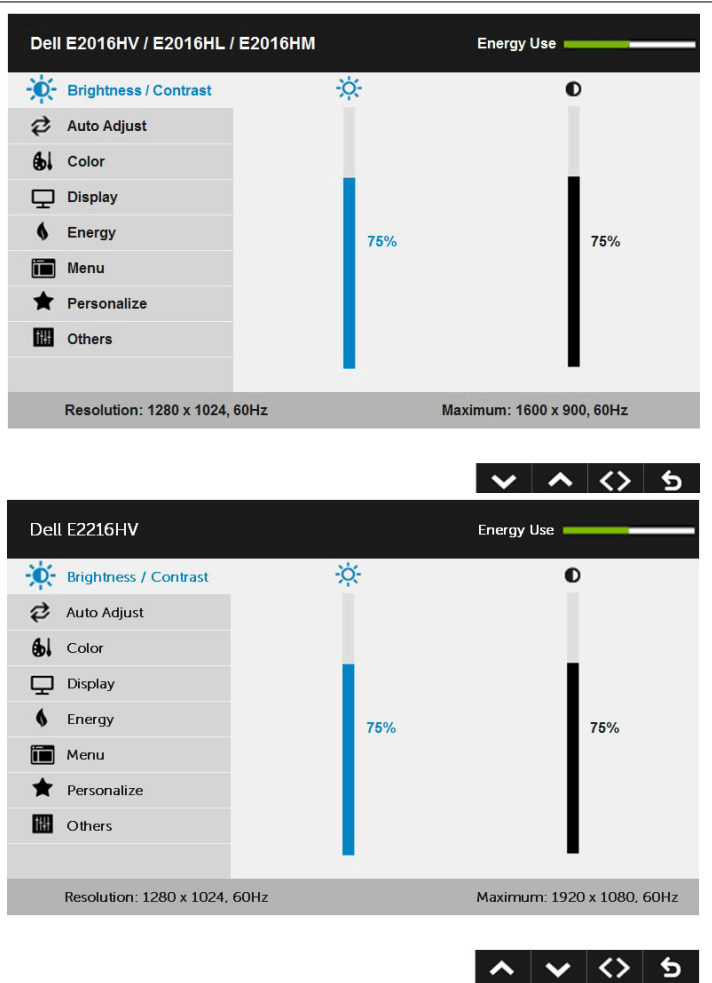 Dell E2016HV / E2016HL / E2016HM Energy Use
Brightness / Contrast
Auto Adjust
Color
Display
Energy
75% 75%
Menu
Personalize
Others
Resolution: 1280 x 1024, 60Hz Maximum: 1600 x 900, 60Hz
Dell E2216HV Energy Use
Brightness / Contrast
Auto Adjust
Color
Display
Energy
75% 75%
Menu
Personalize
Others
Resolution: 1280 x 1024, 60Hz Maximum: 1920 x 1080, 60Hz